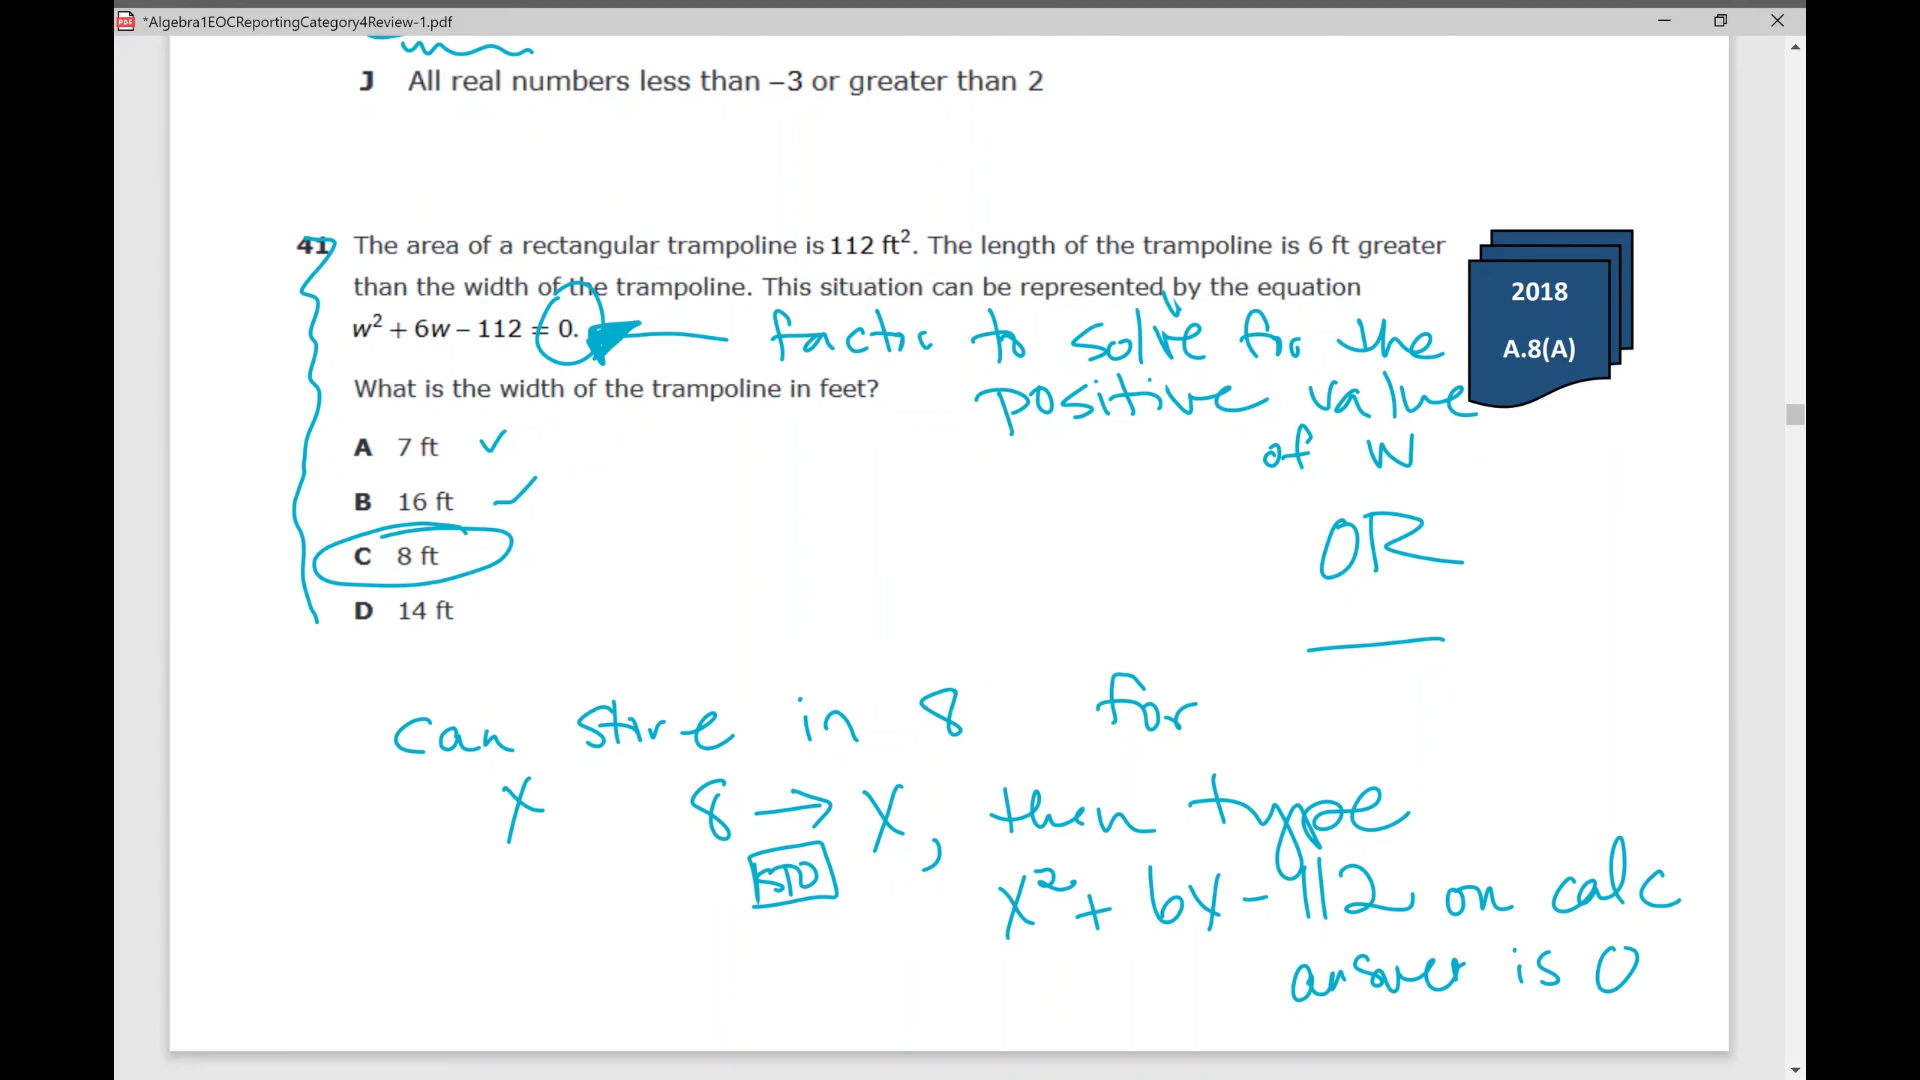 *Algebra1EOCReportingCategory4Review-1.pdf
J All real numbers less than –3 or greater than 2
41 The area of a rectangular trampoline is 112 ft². The length of the trampoline is 6 ft greater
than the width of the trampoline. This situation can be represented by the equation
w² + 6w – 112 = 0.
factor to solve for the
positive value
of w
2018
A.8(A)
What is the width of the trampoline in feet?
A 7 ft ✓
B 16 ft ✓
C 8 ft
D 14 ft
OR
can store in 8 for
x 8 → x, then type
STO
x² + 6x - 112 on calc
answer is 0